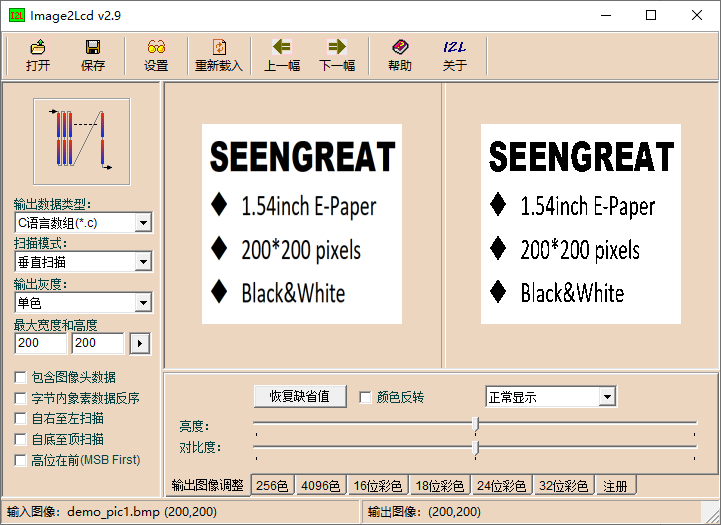 Image2Lcd v2.9
打开 保存 设置 重新载入 上一幅 下一幅 帮助 关于
输出数据类型:
C语言数组(*.c)
扫描模式:
垂直扫描
输出灰度:
单色
最大宽度和高度
200 200
包含图像头数据
字节内象素数据反序
自右至左扫描
自底至顶扫描
高位在前(MSB First)
SEENGREAT
1.54inch E-Paper
200*200 pixels
Black&White
SEENGREAT
1.54inch E-Paper
200*200 pixels
Black&White
恢复缺省值 颜色反转 正常显示
亮度:
对比度:
输出图像调整 256色 4096色 16位彩色 18位彩色 24位彩色 32位彩色 注册
输入图像: demo_pic1.bmp (200,200) 输出图像: (200,200)